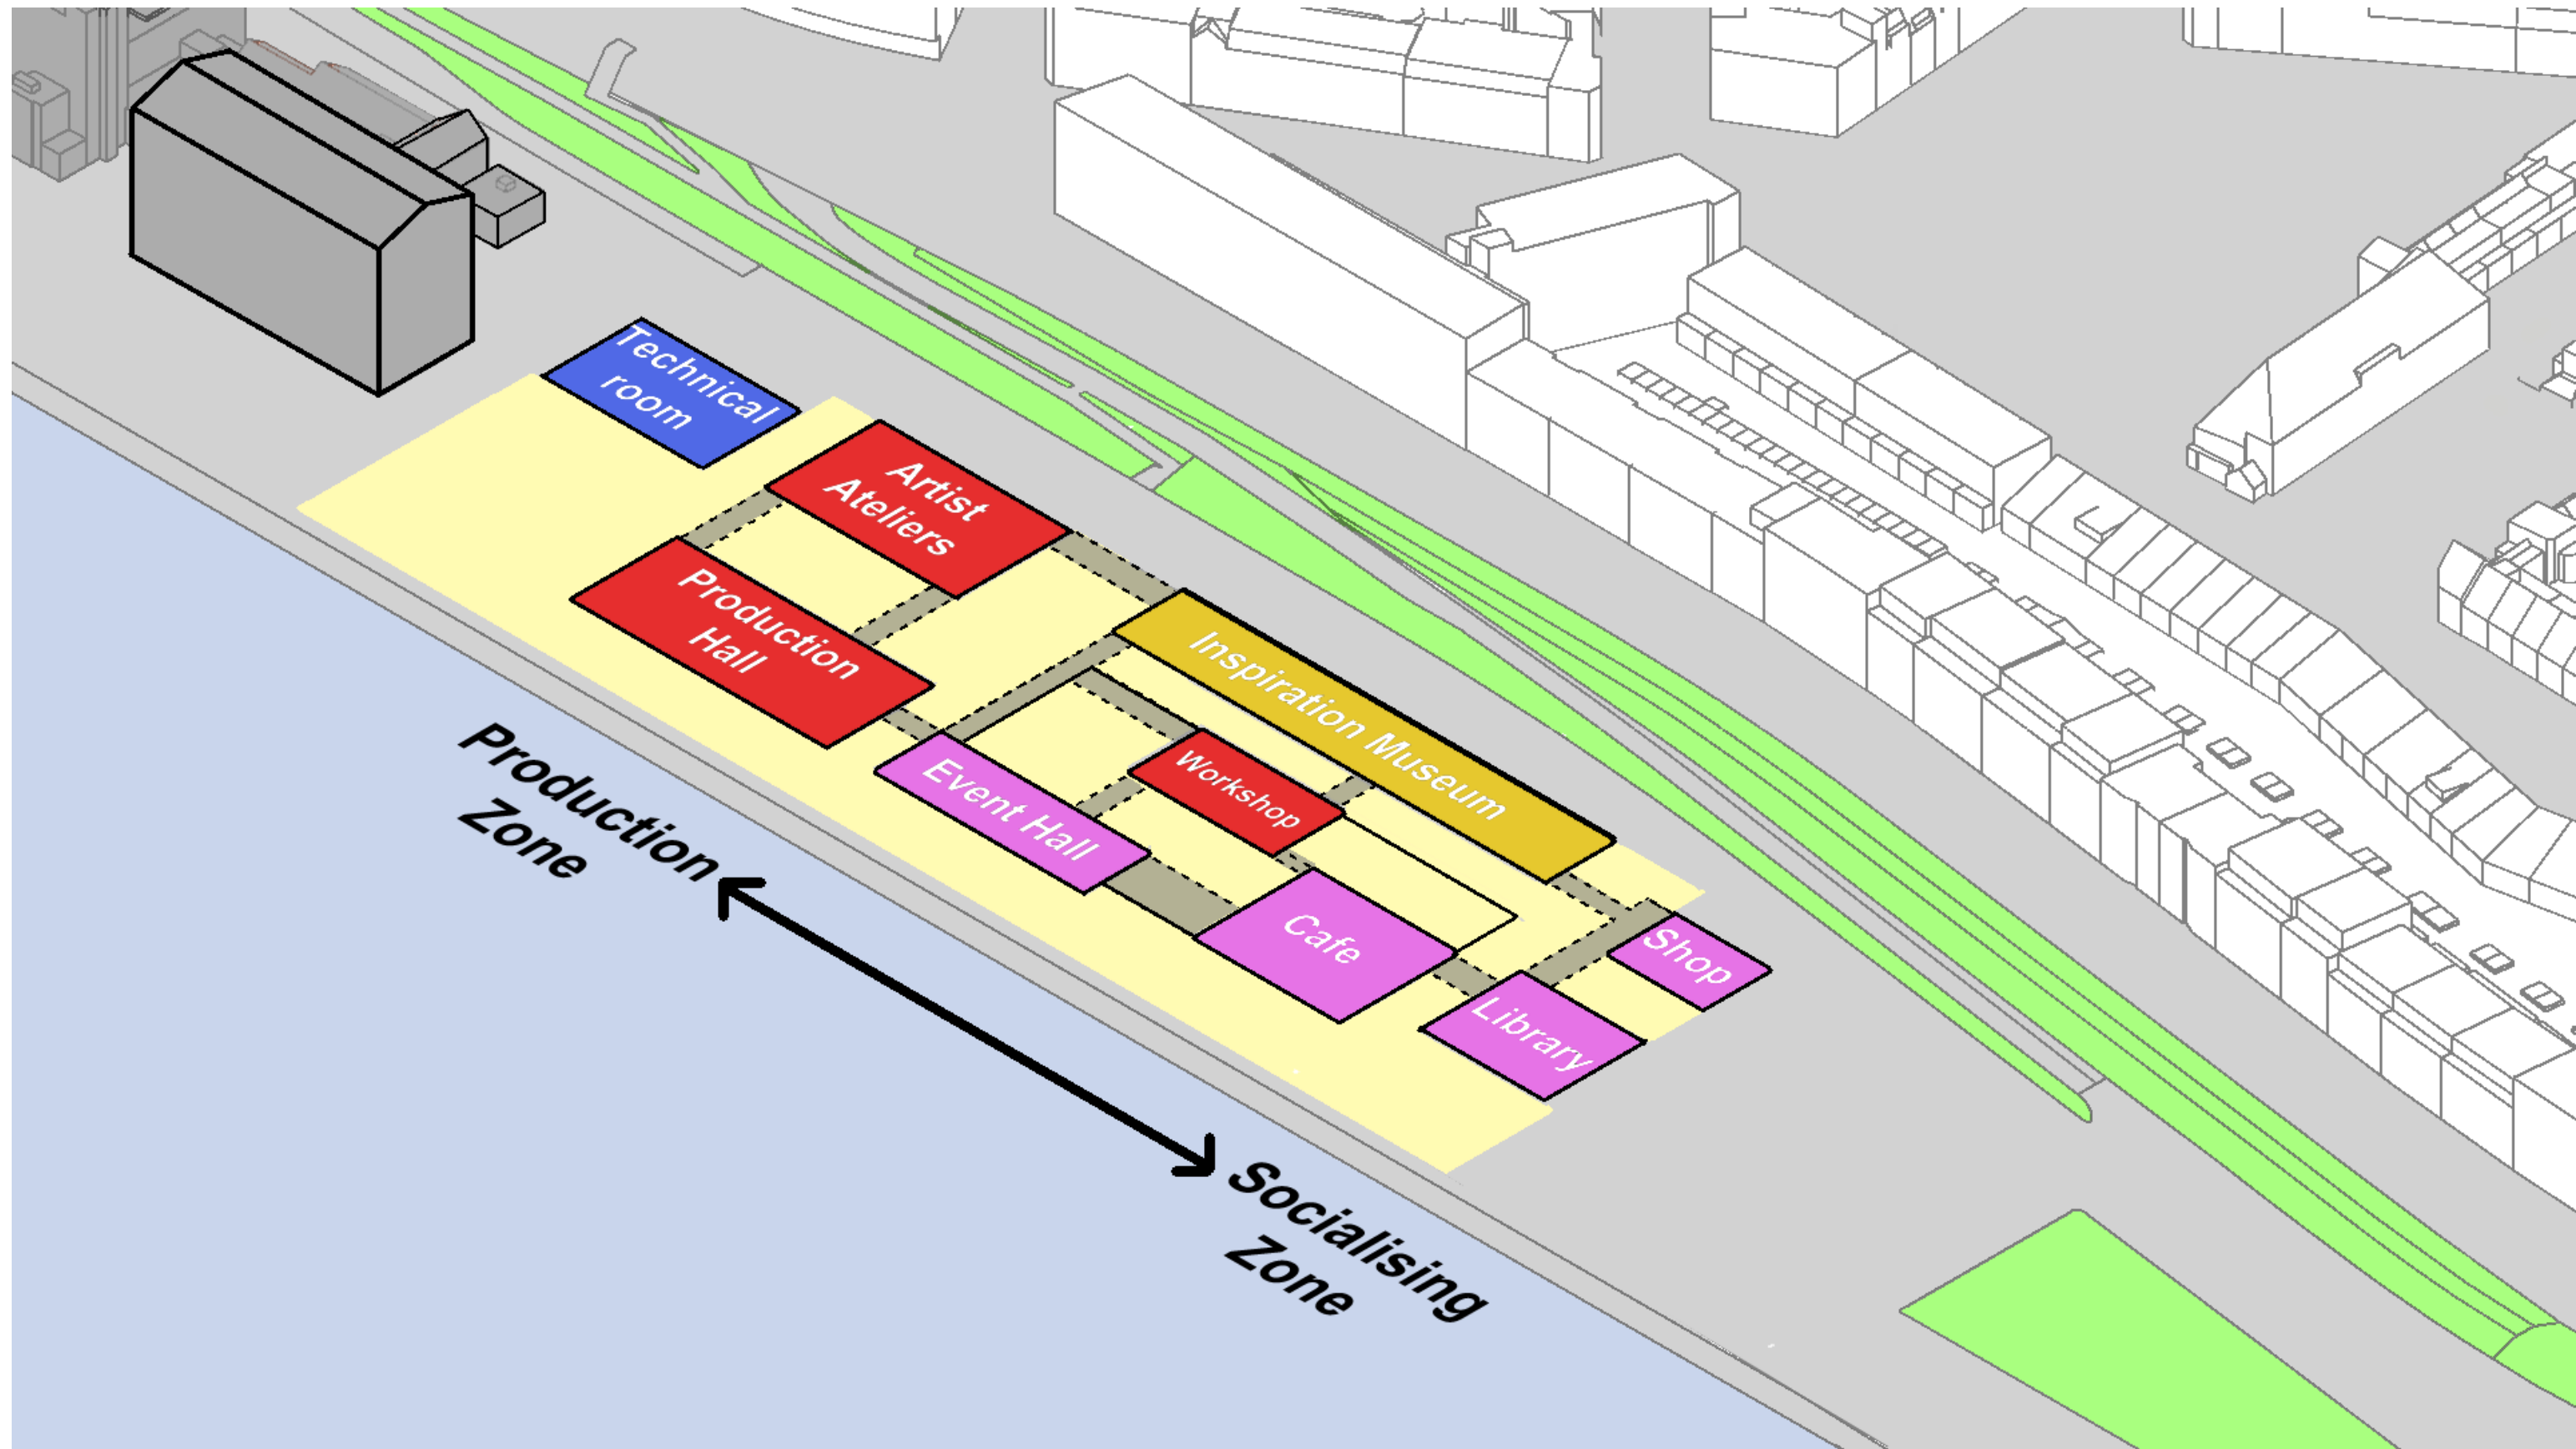 Technical
room
Artist
Ateliers
Production
Hall
Inspiration Museum
Workshop
Event Hall
Cafe
Shop
Library
Production
Zone
Socialising
Zone